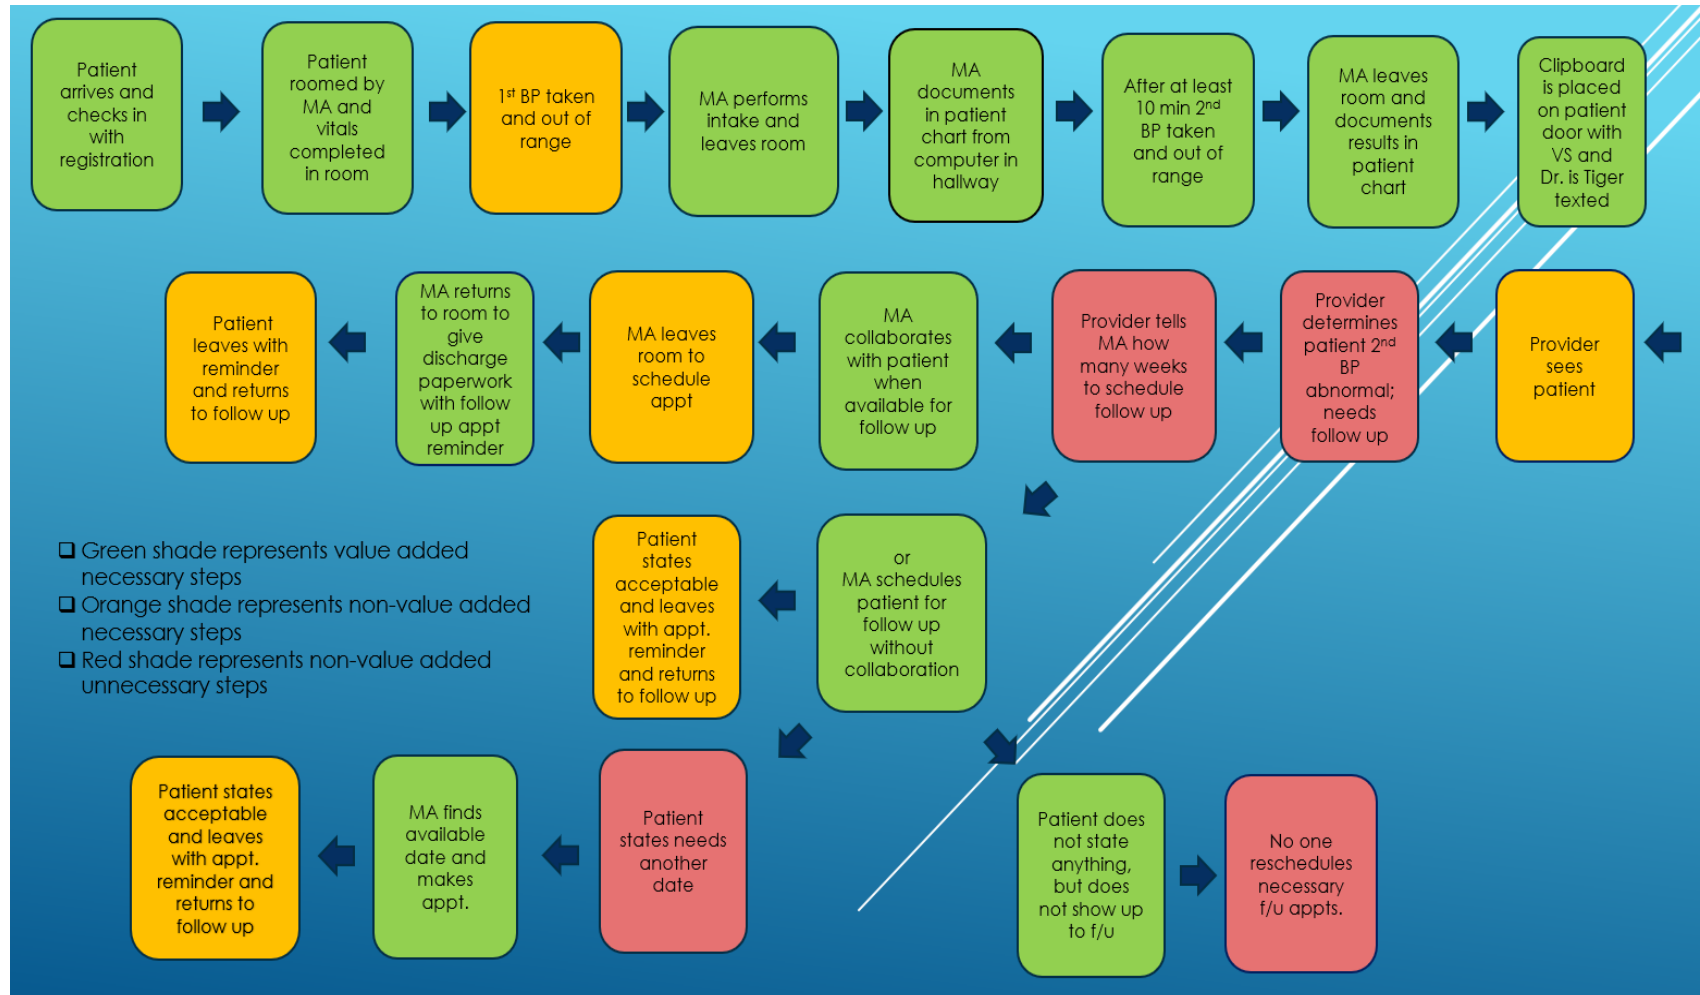 Patient
arrives and
checks in
with
registration
Patient
roomed by
MA and
vitals
completed
in room
1st BP taken
and out of
range
MA performs
intake and
leaves room
MA
documents
in patient
chart from
computer in
hallway
After at least
10 min 2nd
BP taken
and out of
range
MA leaves
room and
documents
results in
patient
chart
Clipboard
is placed
on patient
door with
VS and
Dr. is Tiger
texted
Provider
sees
patient
Provider
determines
patient 2nd
BP
abnormal;
needs
follow up
Provider tells
MA how
many weeks
to schedule
follow up
MA
collaborates
with patient
when
available for
follow up
MA leaves
room to
schedule
appt
MA returns
to room to
give
discharge
paperwork
with follow
up appt
reminder
Patient
leaves with
reminder
and returns
to follow up
or
MA schedules
patient for
follow up
without
collaboration
Patient
states
acceptable
and leaves
with appt.
reminder
and returns
to follow up
Green shade represents value added
necessary steps
Orange shade represents non-value added
necessary steps
Red shade represents non-value added
unnecessary steps
Patient
states needs
another
date
MA finds
available
date and
makes
appt.
Patient states
acceptable
and leaves
with appt.
reminder and
returns to
follow up
Patient does
not state
anything,
but does
not show up
to f/u
No one
reschedules
necessary
f/u appts.